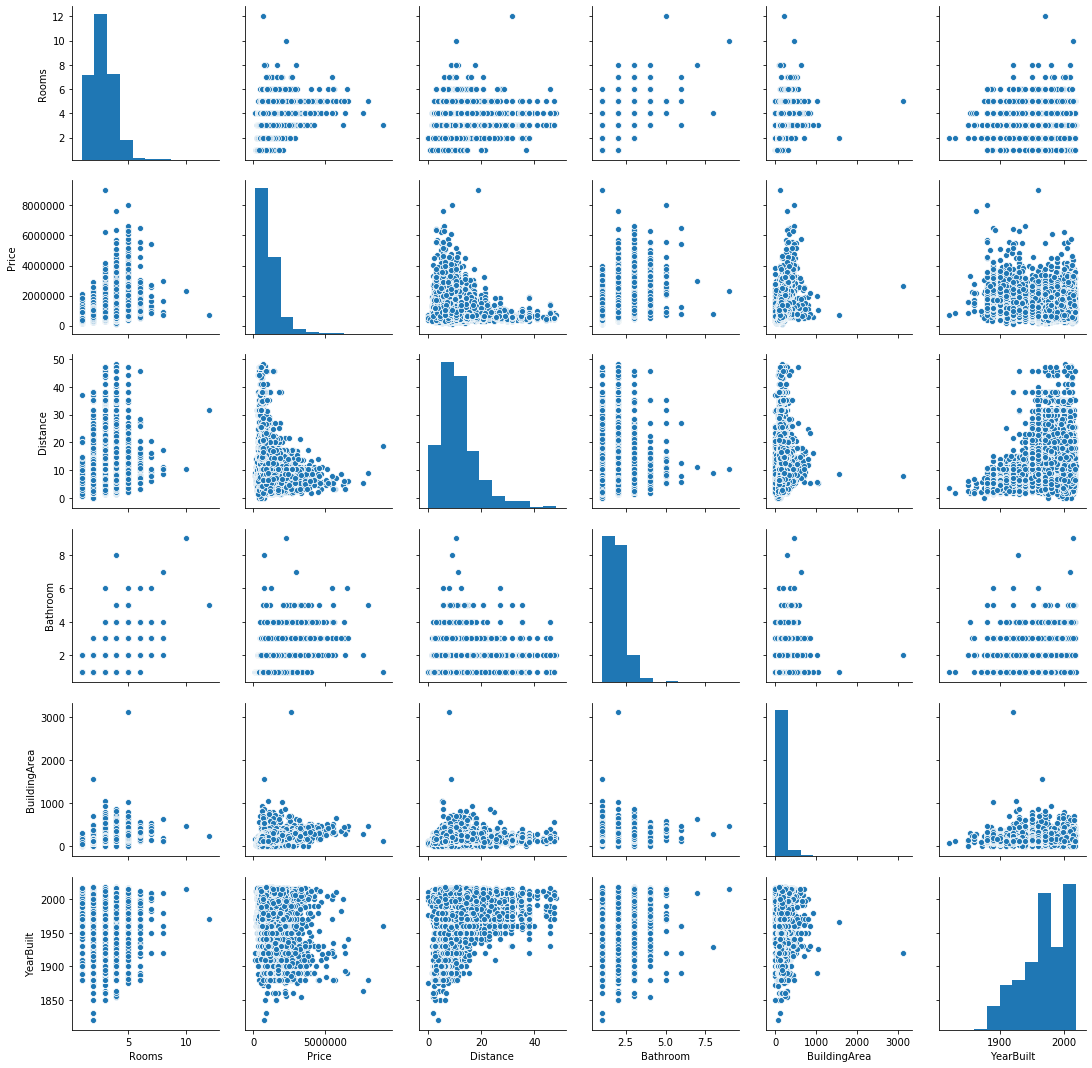 12
10
8
6
4
2
Rooms
8000000
6000000
4000000
2000000
0
Price
50
40
30
20
10
0
Distance
8
6
4
2
Bathroom
3000
2000
1000
0
BuildingArea
2000
1950
1900
1850
YearBuilt
5 10
Rooms
0 5000000
Price
0 20 40
Distance
2.5 5.0 7.5
Bathroom
0 1000 2000 3000
BuildingArea
1900 2000
YearBuilt